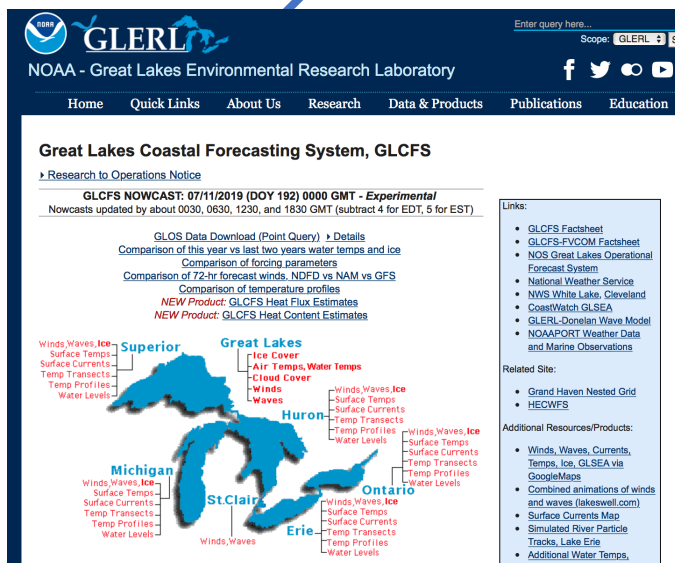 NOAA
GLERL
Enter query here...
Scope: GLERL
NOAA - Great Lakes Environmental Research Laboratory
Home Quick Links About Us Research Data & Products Publications Education
Great Lakes Coastal Forecasting System, GLCFS
Research to Operations Notice
GLCFS NOWCAST: 07/11/2019 (DOY 192) 0000 GMT - Experimental
Nowcasts updated by about 0030, 0630, 1230, and 1830 GMT (subtract 4 for EDT, 5 for EST)
GLOS Data Download (Point Query) Details
Comparison of this year vs last two years water temps and ice
Comparison of forcing parameters
Comparison of 72-hr forecast winds, NDFD vs NAM vs GFS
Comparison of temperature profiles
NEW Product: GLCFS Heat Flux Estimates
NEW Product: GLCFS Heat Content Estimates
Superior
Winds,Waves,Ice
Surface Temps
Surface Currents
Temp Transects
Temp Profiles
Water Levels
Great Lakes
Ice Cover
Air Temps, Water Temps
Cloud Cover
Winds
Waves
Huron
Winds,Waves,Ice
Surface Temps
Surface Currents
Temp Transects
Temp Profiles
Water Levels
Ontario
Winds,Waves,Ice
Surface Temps
Surface Currents
Temp Transects
Temp Profiles
Water Levels
Michigan
Winds,Waves,Ice
Surface Temps
Surface Currents
Temp Transects
Temp Profiles
Water Levels
St.Clair
Winds,Waves
Erie
Winds,Waves,Ice
Surface Temps
Surface Currents
Temp Transects
Temp Profiles
Water Levels
Links:
GLCFS Factsheet
GLCFS-FVCOM Factsheet
NOS Great Lakes Operational
Forecast System
National Weather Service
NWS White Lake, Cleveland
CoastWatch GLSEA
GLERL-Donelan Wave Model
NOAAPORT Weather Data
and Marine Observations
Related Site:
Grand Haven Nested Grid
HECWFS
Additional Resources/Products:
Winds, Waves, Currents,
Temps, Ice, GLSEA via
GoogleMaps
Combined animations of winds
and waves (lakeswell.com)
Surface Currents Map
Simulated River Particle
Tracks, Lake Erie
Additional Water Temps,